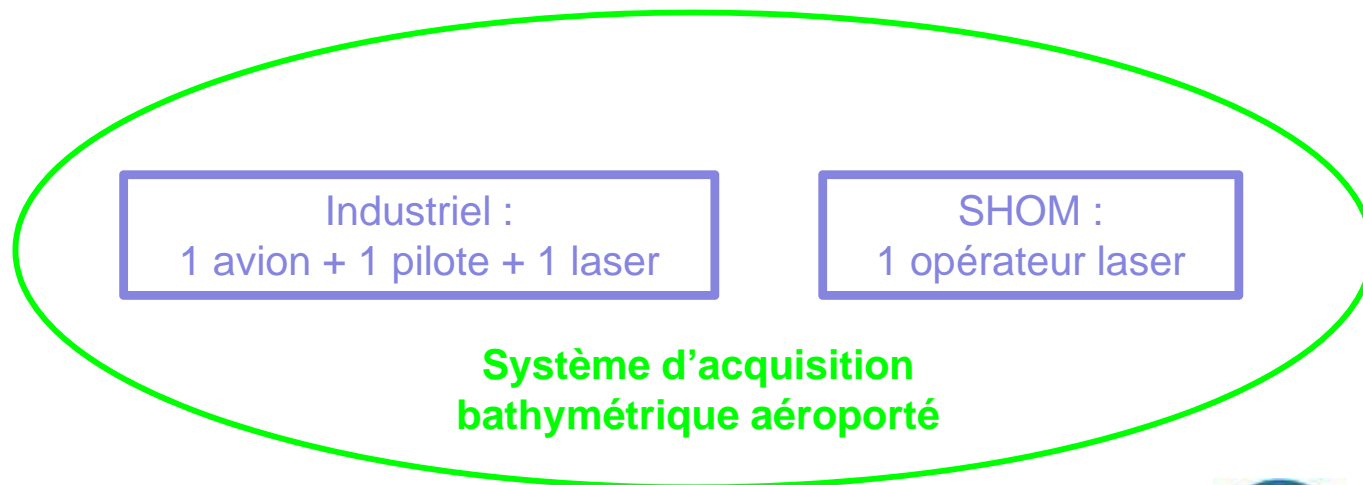 Industriel :
1 avion + 1 pilote + 1 laser
SHOM :
1 opérateur laser
Système d’acquisition
bathymétrique aéroporté